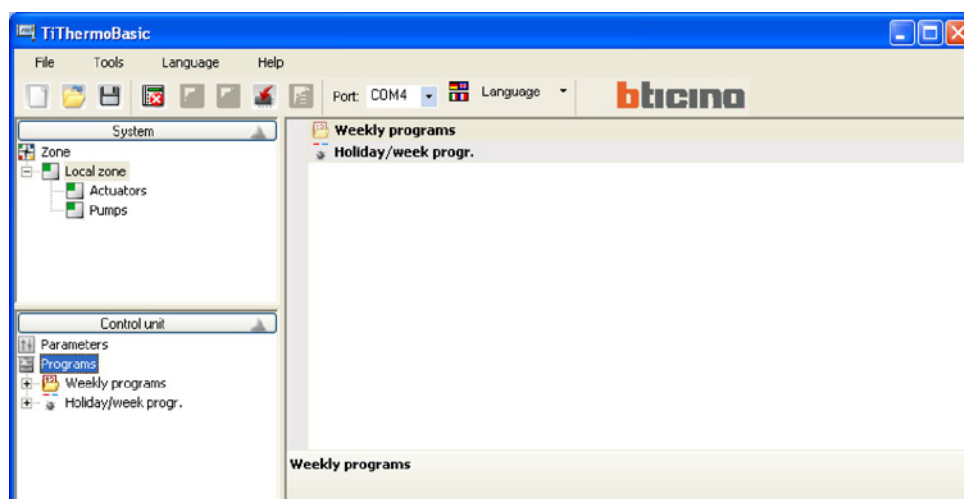 TiThermoBasic
File Tools Language Help
Port: COM4 Language bticino
System
Zone
Local zone
Actuators
Pumps
Control unit
Parameters
Programs
Weekly programs
Holiday/week progr.
Weekly programs
Holiday/week progr.
Weekly programs